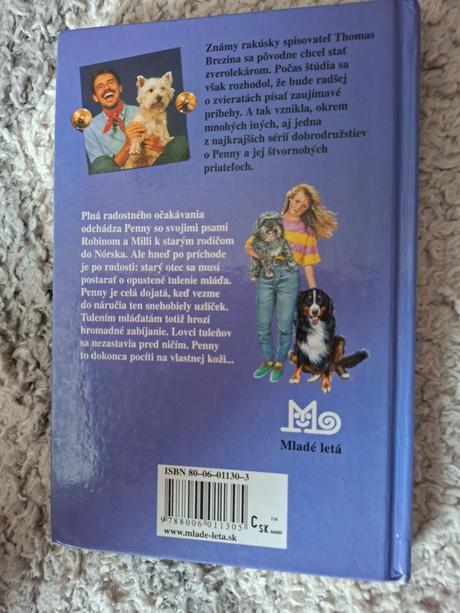 Známy rakúsky spisovateľ Thomas
Brezina sa pôvodne chcel stať
zverolekárom. Počas štúdia sa
však rozhodol, že bude radšej
o zvieratách písať zaujímavé
príbehy. A tak vznikla, okrem
mnohých iných, aj jedna
z najkrajších sérií dobrodružstiev
o Penny a jej štvornohých
priateľoch.
Plná radostného očakávania
odchádza Penny so svojimi psami
Robinom a Milli k starým rodičom
do Nórska. Ale hneď po príchode
je po radosti: starý otec sa musí
postarať o opustené tulenie mláďa.
Penny je celá dojatá, keď vezme
do náručia ten snehobiely uzlíček.
Tulením mláďatám totiž hrozí
hromadné zabíjanie. Lovci tuleňov
sa nezastavia pred ničím. Penny
to dokonca pocíti na vlastnej koži...
Mladé letá
ISBN 80-06-01130-3
9 788006 011305
C SK
www.mlade-leta.sk